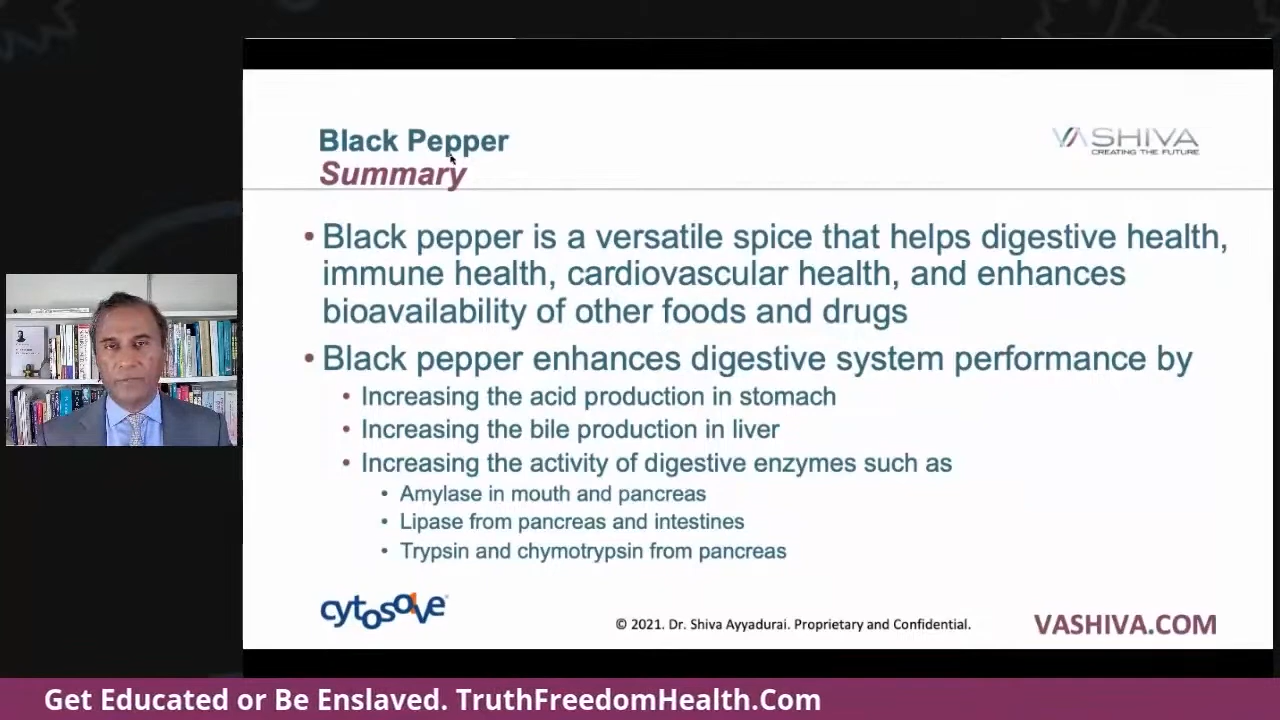 Black Pepper
Summary
VASHIVA
CREATING THE FUTURE
• Black pepper is a versatile spice that helps digestive health,
immune health, cardiovascular health, and enhances
bioavailability of other foods and drugs
• Black pepper enhances digestive system performance by
• Increasing the acid production in stomach
• Increasing the bile production in liver
• Increasing the activity of digestive enzymes such as
• Amylase in mouth and pancreas
• Lipase from pancreas and intestines
• Trypsin and chymotrypsin from pancreas
cytosolve
© 2021. Dr. Shiva Ayyadurai. Proprietary and Confidential.
VASHIVA.COM
Get Educated or Be Enslaved. TruthFreedomHealth.Com